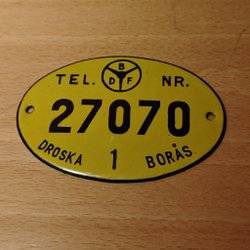 B
D F
TEL. NR.
27070
DROSKA 1 BORÅS